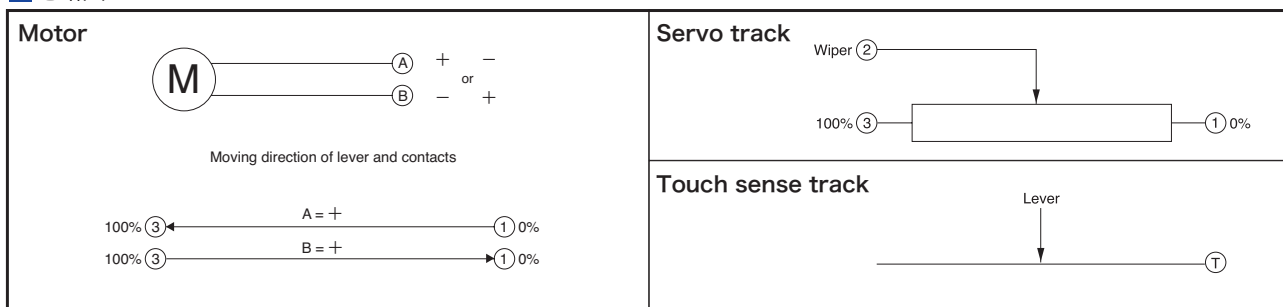 Motor
M
A + −
or
B − +
Moving direction of lever and contacts
100% 3 A = + 1 0%
100% 3 B = + 1 0%
Servo track
Wiper 2
100% 3 1 0%
Touch sense track
Lever
T